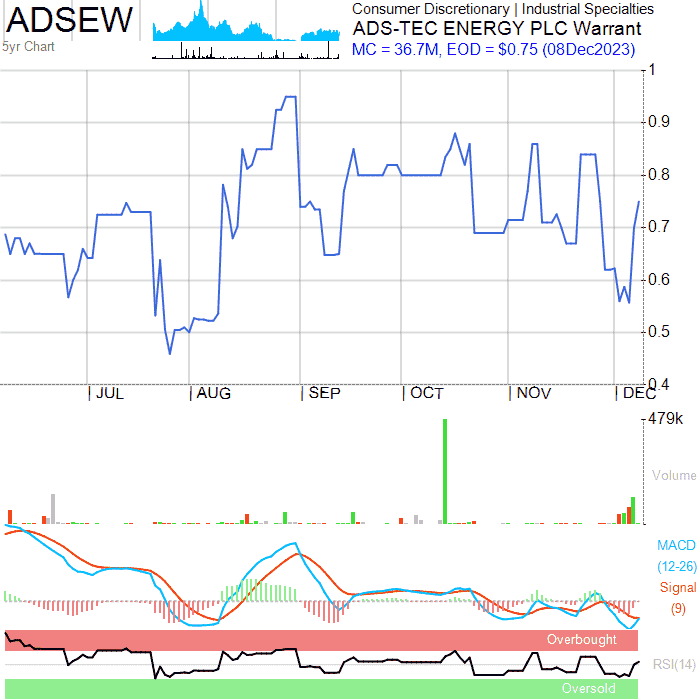 ADSEW
5yr Chart
Consumer Discretionary | Industrial Specialties
ADS-TEC ENERGY PLC Warrant
MC = 36.7M, EOD = $0.75 (08Dec2023)
1
0.9
0.8
0.7
0.6
0.5
0.4
JUL AUG SEP OCT NOV DEC
479k
Volume
MACD
(12-26)
Signal
(9)
Overbought
RSI(14)
Oversold